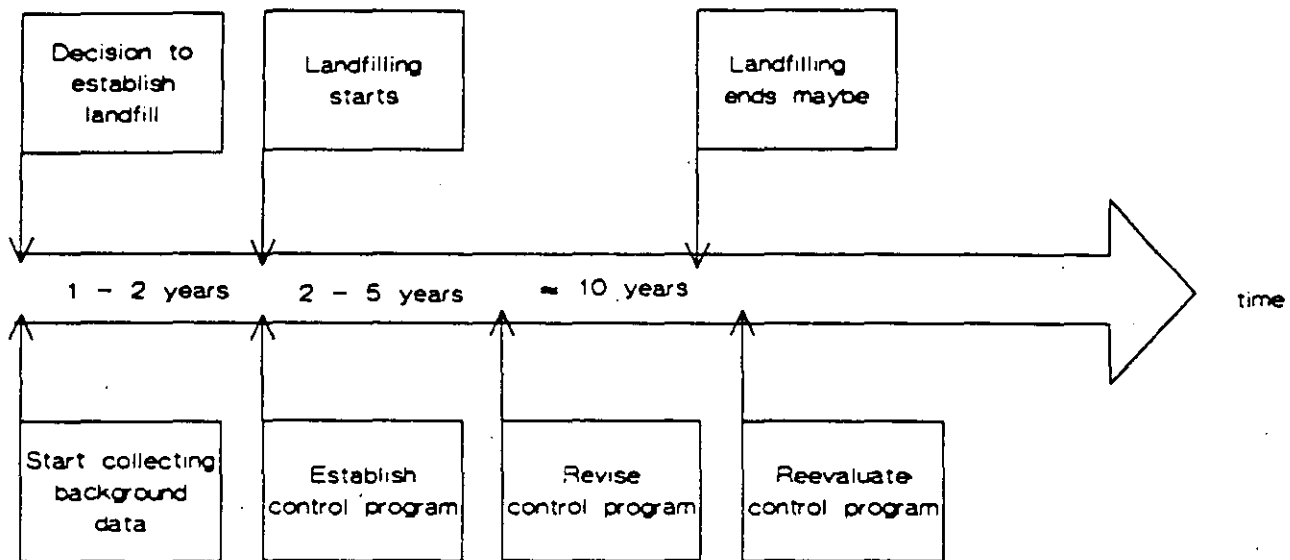 Decision to
establish
landfill
Landfilling
starts
Landfilling
ends maybe
1 - 2 years
2 - 5 years
≈ 10 years
time
Start collecting
background
data
Establish
control program
Revise
control program
Reevaluate
control program